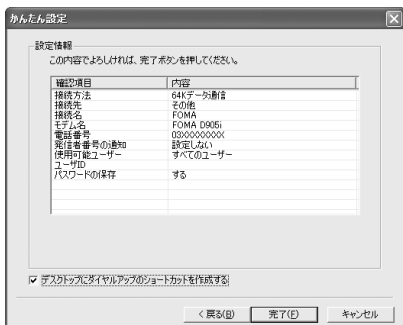 かんたん設定
設定情報
この内容でよろしければ、完了ボタンを押してください。
確認項目 内容
接続方法 64Kデータ通信
接続先 その他
接続名 FOMA
モデム名 FOMA D905i
電話番号 03XXXXXXXX
発信者番号の通知 設定しない
使用可能ユーザー すべてのユーザー
ユーザID
パスワードの保存 する
デスクトップにダイヤルアップのショートカットを作成する
< 戻る(B) 完了(F) キャンセル